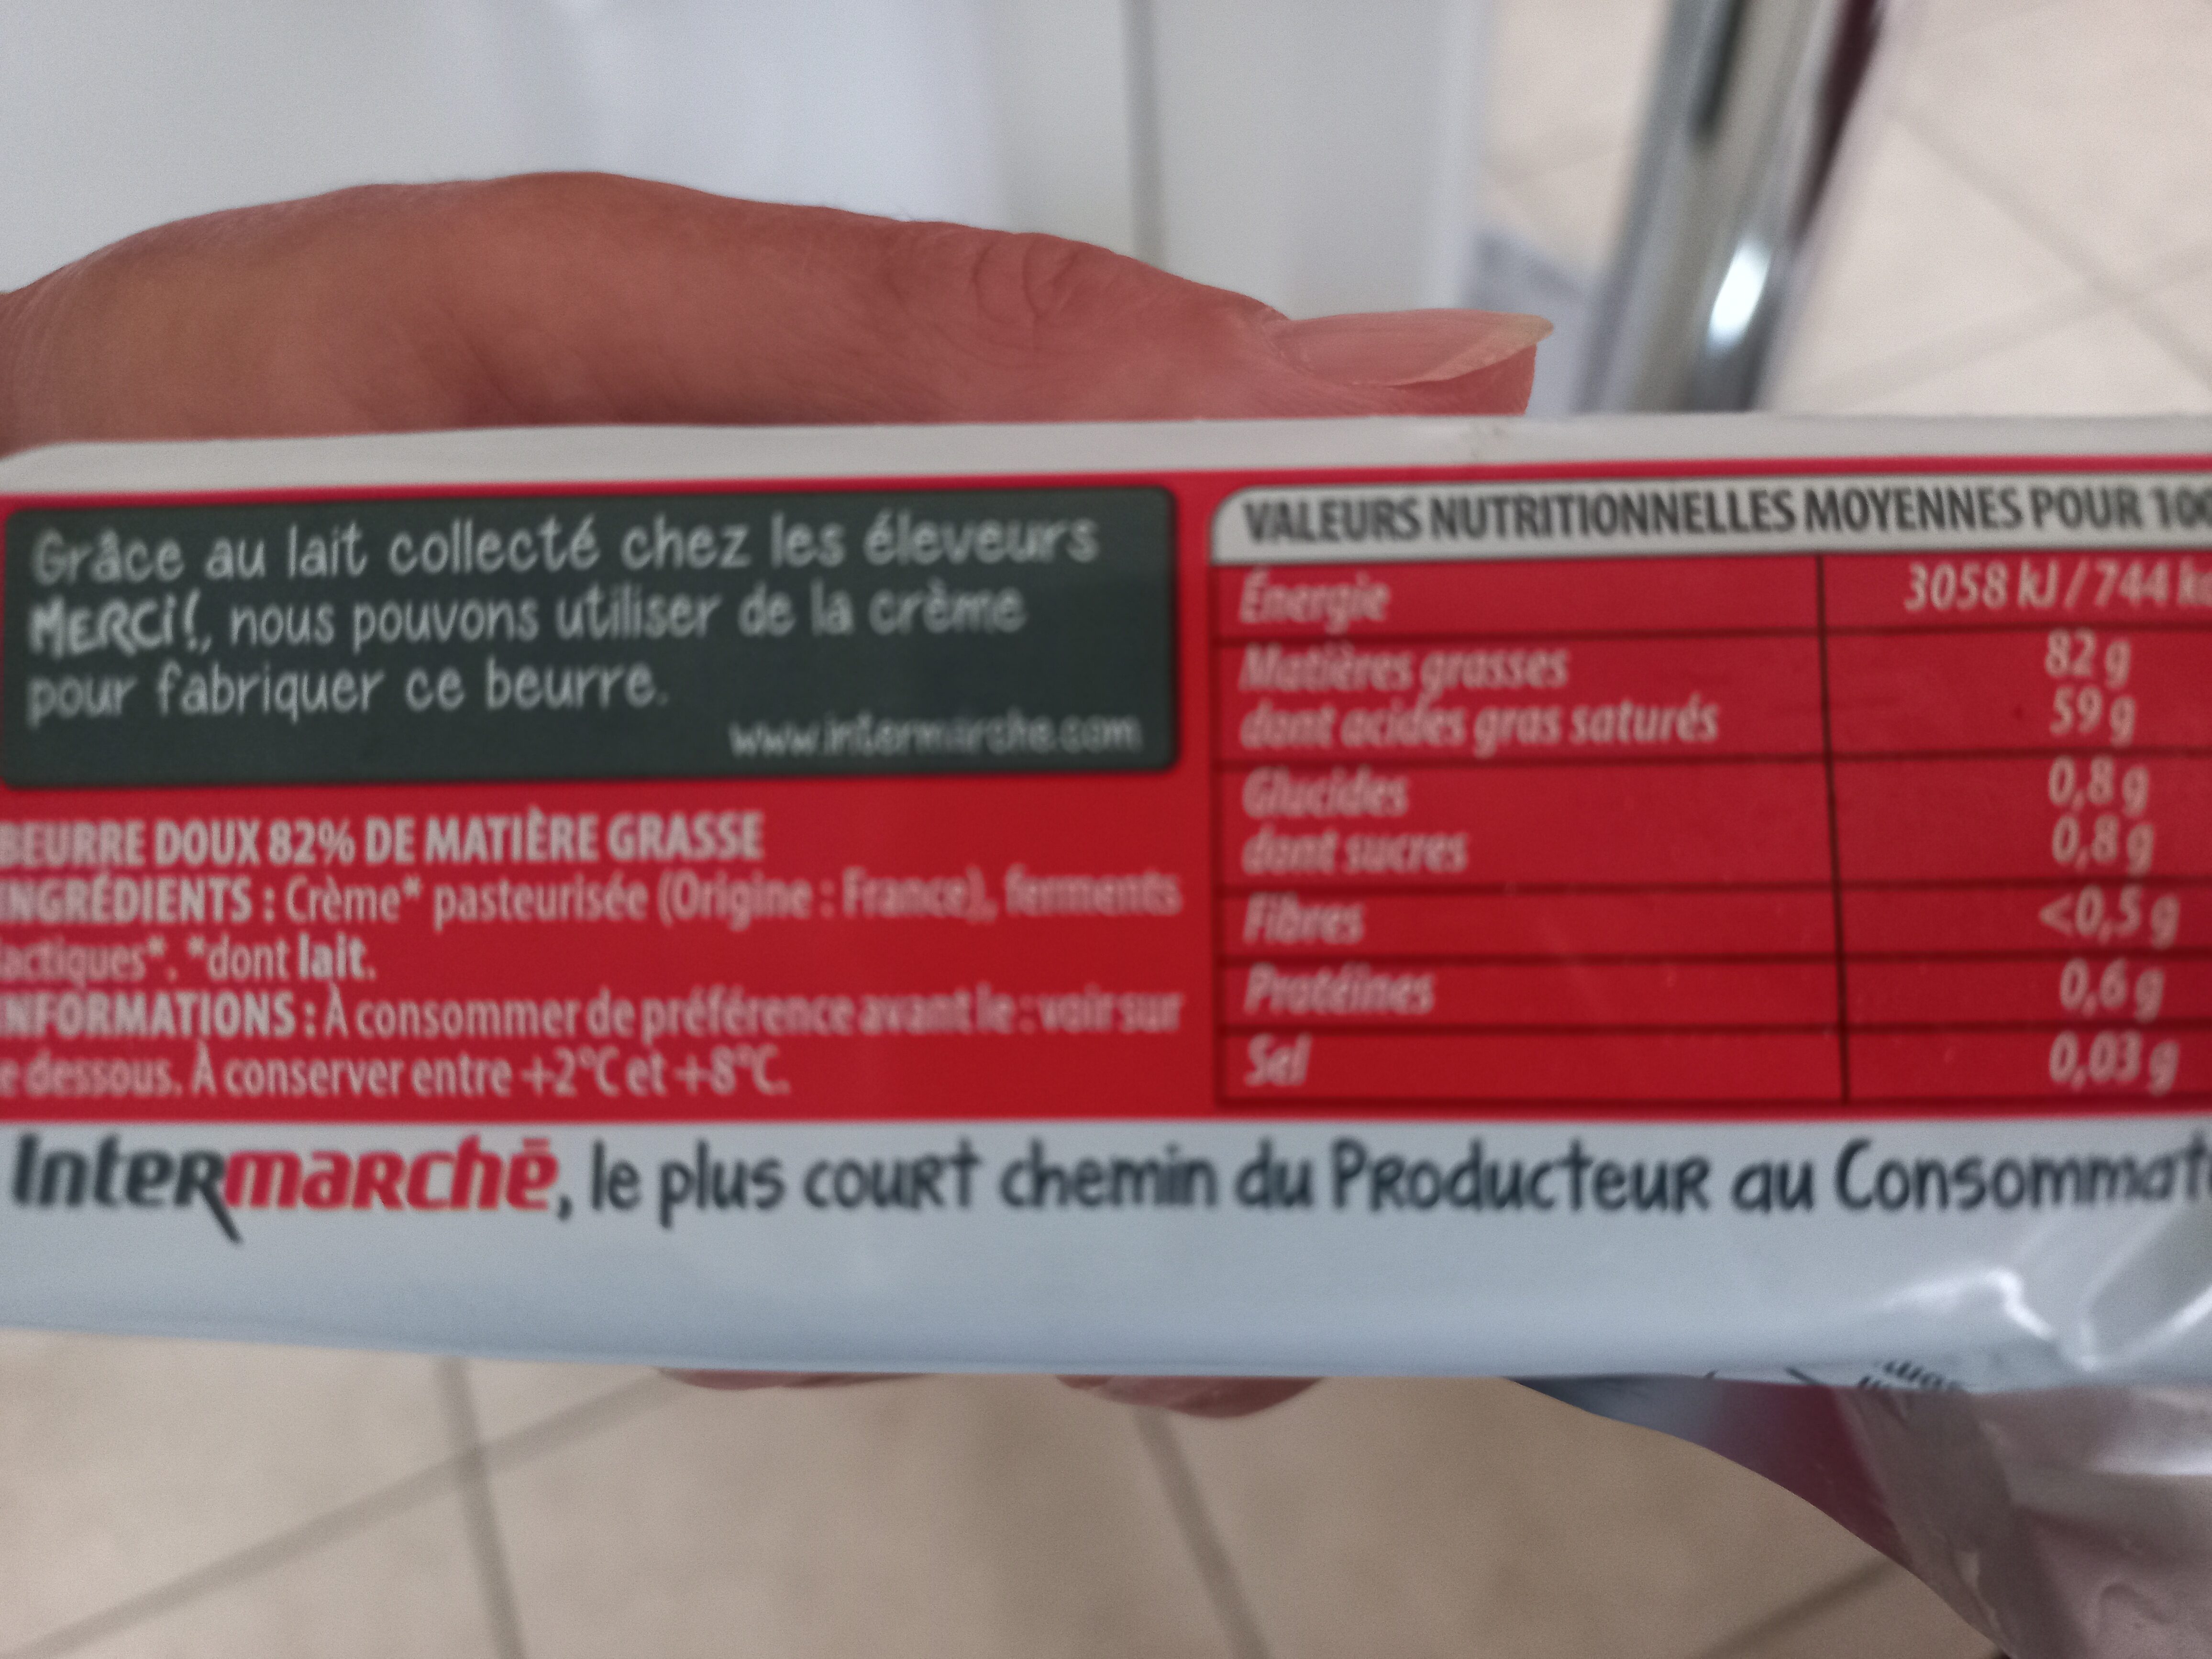 Grâce au lait collecté chez les éleveurs
MERCi!, nous pouvons utiliser de la crème
pour fabriquer ce beurre.
www.intermarche.com
BEURRE DOUX 82% DE MATIÈRE GRASSE
INGRÉDIENTS : Crème* pasteurisée (Origine : France), ferments
lactiques*. *dont lait.
INFORMATIONS : À consommer de préférence avant le : voir sur
le dessous. À conserver entre +2°C et +8°C.
VALEURS NUTRITIONNELLES MOYENNES POUR
Énergie 3058 kJ / 744
Matières grasses 82 g
dont acides gras saturés 59 g
Glucides 0,8 g
dont sucres 0,8 g
Fibres <0,5 g
Protéines 0,6 g
Sel 0,03 g
Intermarché, le plus court chemin du Producteur au